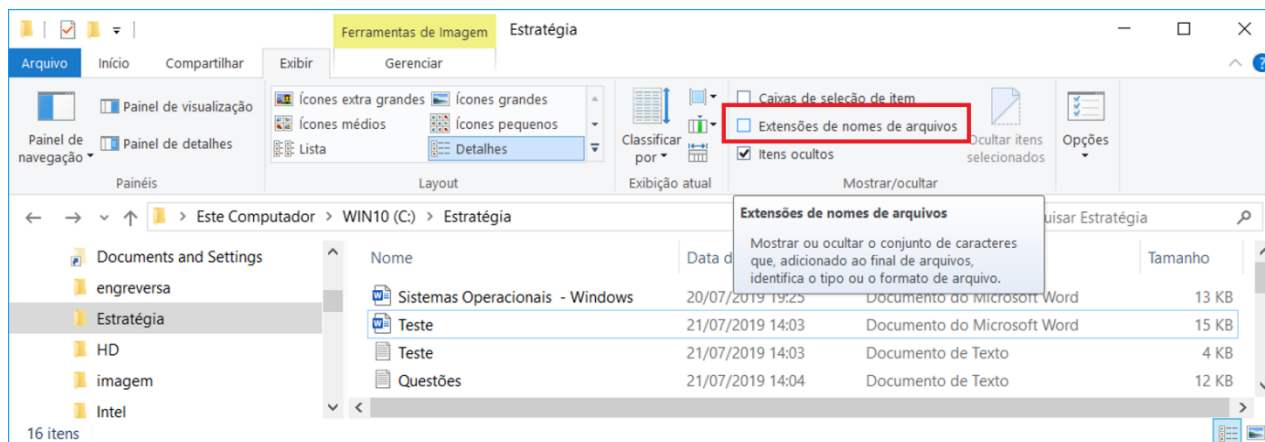 Ferramentas de Imagem Estratégia
Arquivo Início Compartilhar Exibir Gerenciar
Painel de navegação
Painel de visualização
Painel de detalhes
Painéis
Ícones extra grandes Ícones grandes
Ícones médios Ícones pequenos
Lista Detalhes
Layout
Classificar por
Exibição atual
Caixas de seleção de item
Extensões de nomes de arquivos
Itens ocultos
Ocultar itens selecionados
Mostrar/ocultar
Opções
Este Computador > WIN10 (C:) > Estratégia
Estratégia
Extensões de nomes de arquivos
Mostrar ou ocultar o conjunto de caracteres
que, adicionado ao final de arquivos,
identifica o tipo ou o formato de arquivo.
Documents and Settings
engreversa
Estratégia
HD
imagem
Intel
Nome Data Tamanho
Sistemas Operacionais - Windows 20/07/2019 19:25 Documento do Microsoft Word 13 KB
Teste 21/07/2019 14:03 Documento do Microsoft Word 15 KB
Teste 21/07/2019 14:03 Documento de Texto 4 KB
Questões 21/07/2019 14:04 Documento de Texto 12 KB
16 itens